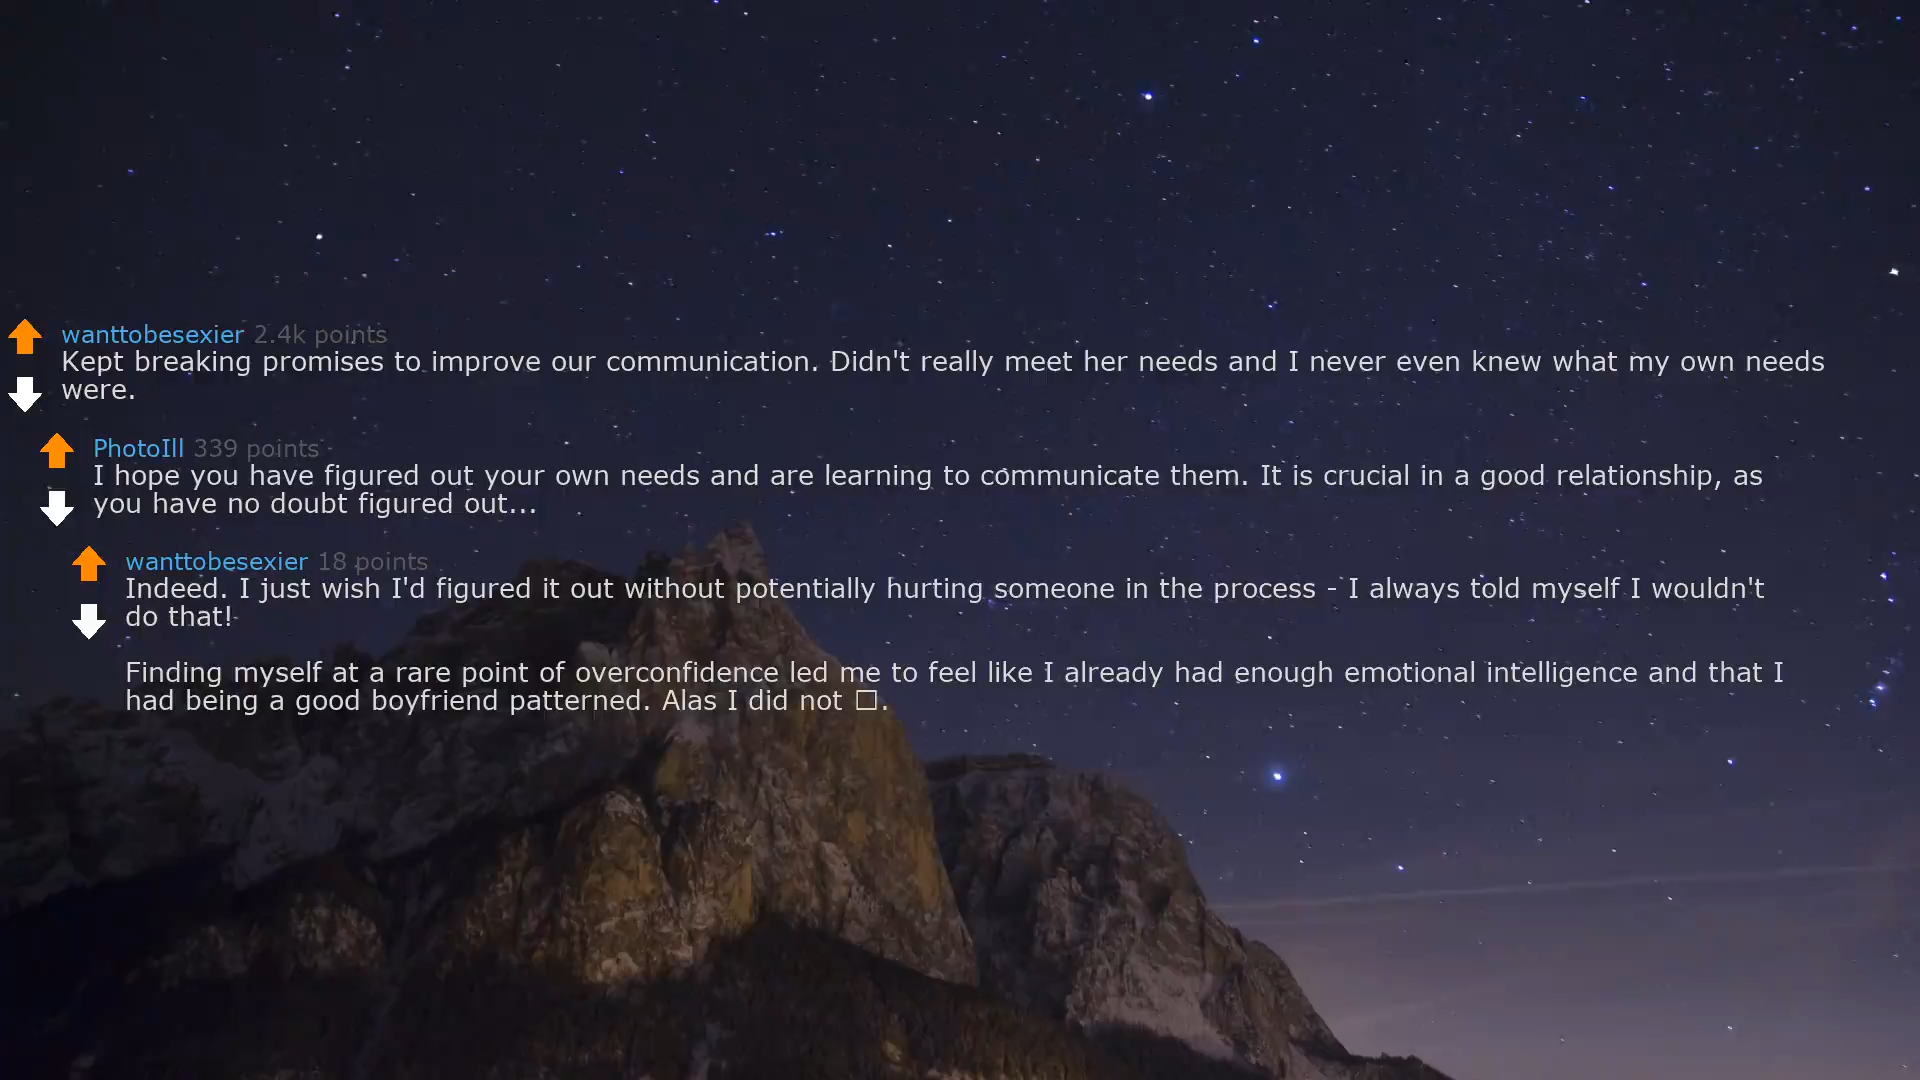 wanttobesexier 2.4k points
Kept breaking promises to improve our communication. Didn't really meet her needs and I never even knew what my own needs
were.
PhotoIll 339 points
I hope you have figured out your own needs and are learning to communicate them. It is crucial in a good relationship, as
you have no doubt figured out...
wanttobesexier 18 points
Indeed. I just wish I'd figured it out without potentially hurting someone in the process - I always told myself I wouldn't
do that!
Finding myself at a rare point of overconfidence led me to feel like I already had enough emotional intelligence and that I
had being a good boyfriend patterned. Alas I did not □.